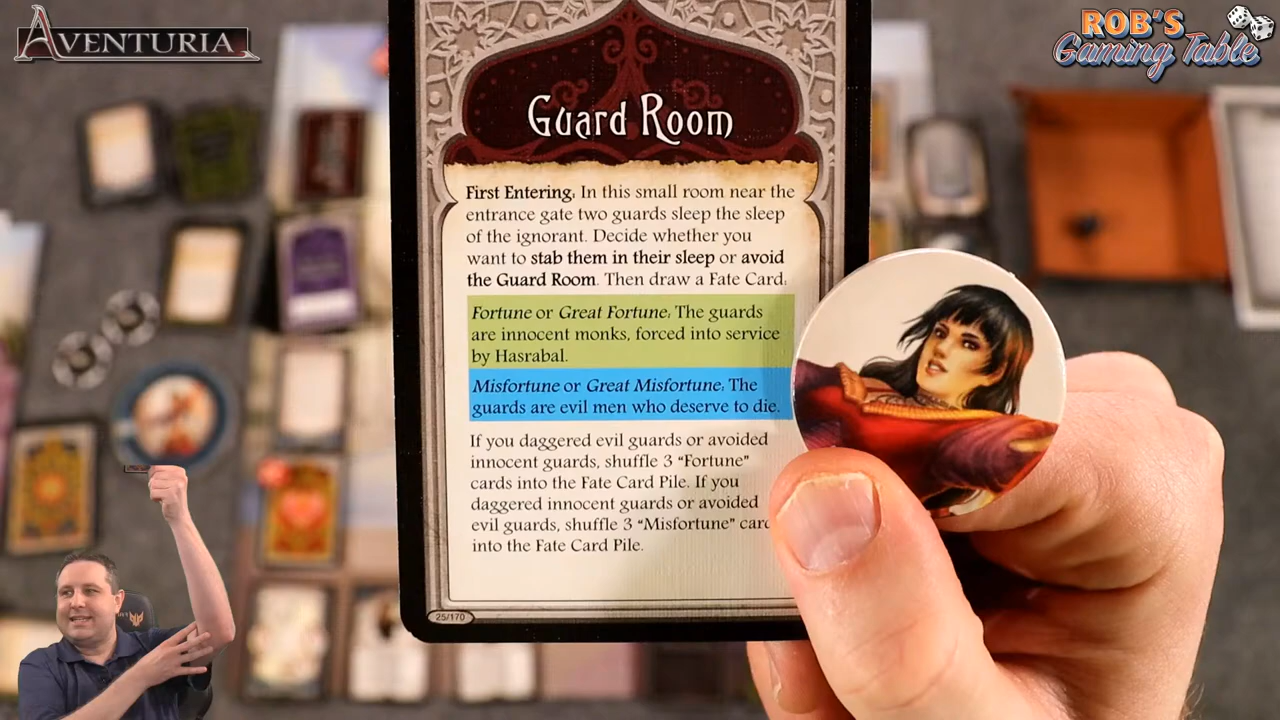 AVENTURIA
ROB'S
Gaming Table
Guard Room
First Entering: In this small room near the
entrance gate two guards sleep the sleep
of the ignorant. Decide whether you
want to stab them in their sleep or avoid
the Guard Room. Then draw a Fate Card:
Fortune or Great Fortune: The guards
are innocent monks, forced into service
by Hasrabal.
Misfortune or Great Misfortune: The
guards are evil men who deserve to die.
If you daggered evil guards or avoided
innocent guards, shuffle 3 "Fortune"
cards into the Fate Card Pile. If you
daggered innocent guards or avoided
evil guards, shuffle 3 "Misfortune" card
into the Fate Card Pile.
25/170